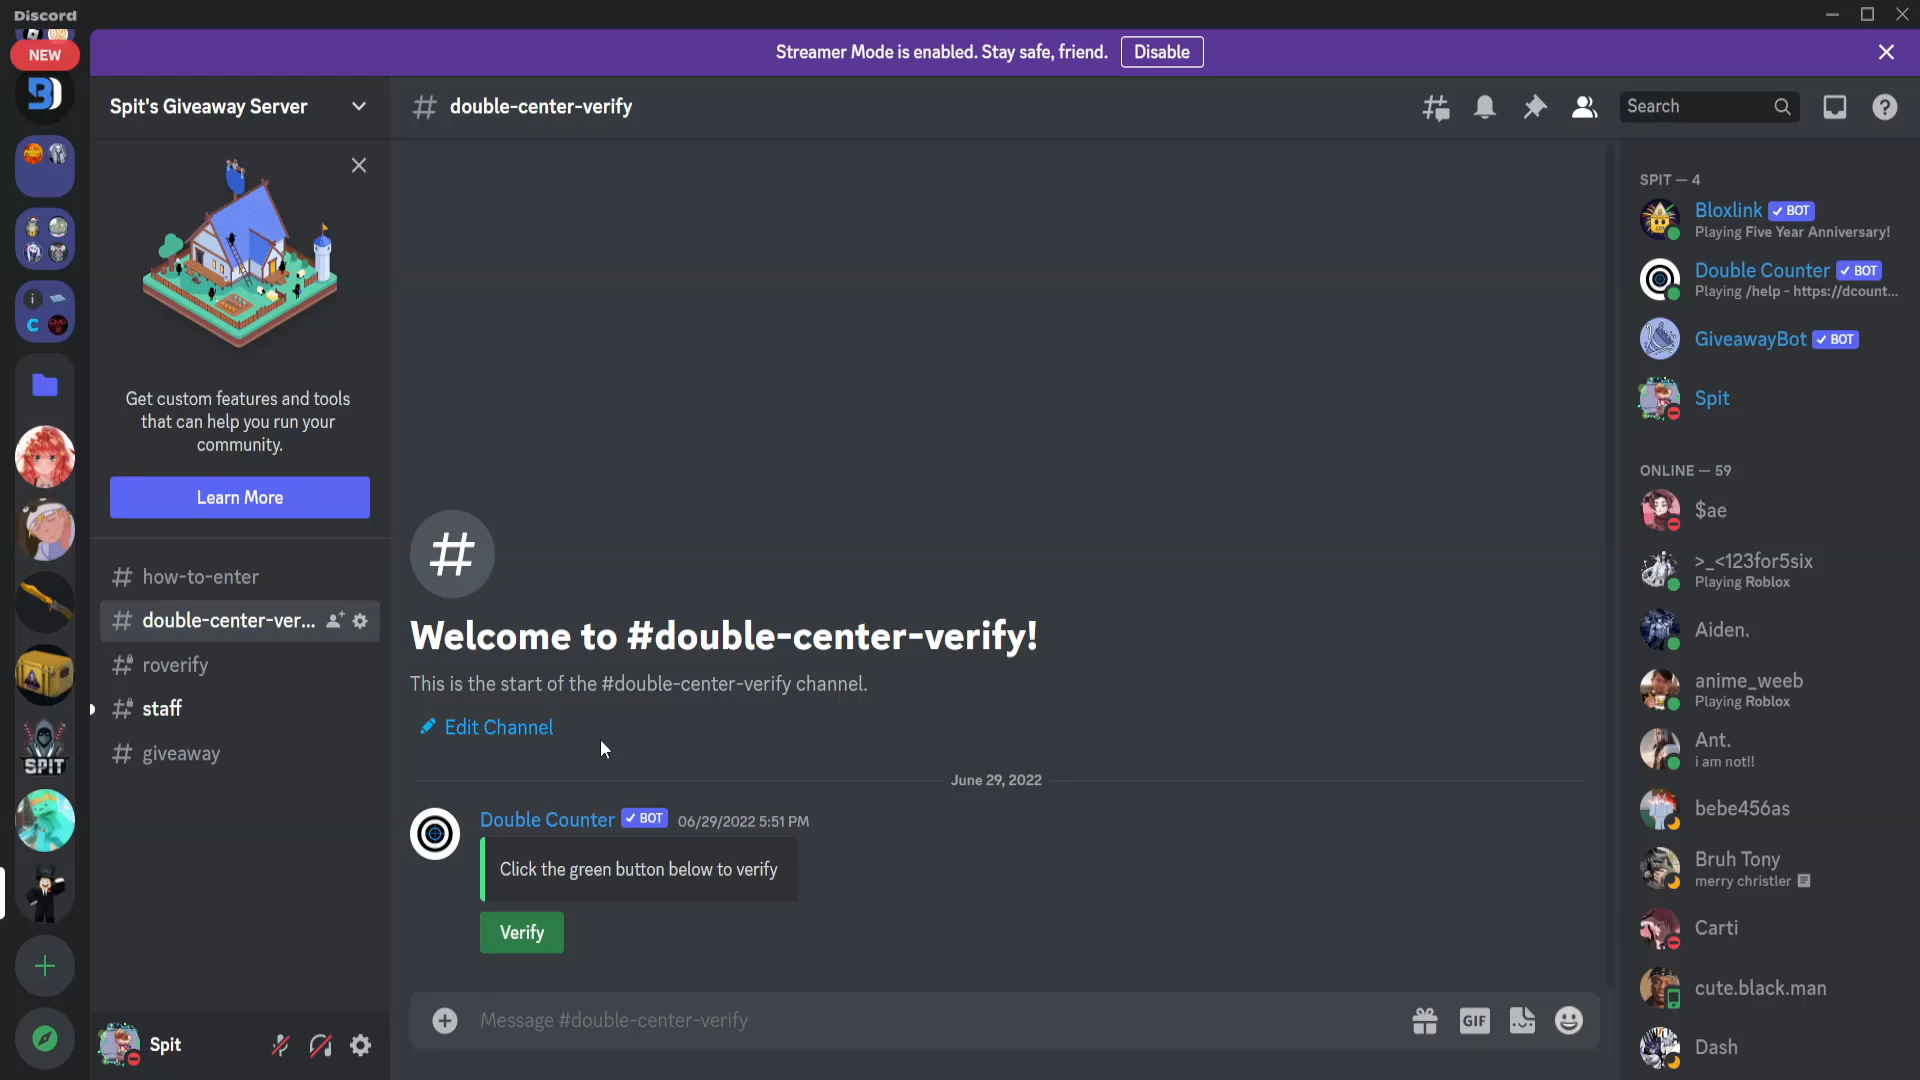 Discord
NEW
Streamer Mode is enabled. Stay safe, friend.
Disable
Spit's Giveaway Server
double-center-verify
Search
Get custom features and tools
that can help you run your
community.
Learn More
how-to-enter
double-center-ver...
roverify
staff
giveaway
SPIT
Spit
Welcome to #double-center-verify!
This is the start of the #double-center-verify channel.
Edit Channel
June 29, 2022
Double Counter ✓ BOT 06/29/2022 5:51 PM
Click the green button below to verify
Verify
Message #double-center-verify
GIF
SPIT — 4
Bloxlink ✓ BOT
Playing Five Year Anniversary!
Double Counter ✓ BOT
Playing /help - https://dcount...
GiveawayBot ✓ BOT
Spit
ONLINE — 59
$ae
>_<123for5six
Playing Roblox
Aiden.
anime_weeb
Playing Roblox
Ant.
i am not!!
bebe456as
Bruh Tony
merry christler
Carti
cute.black.man
Dash